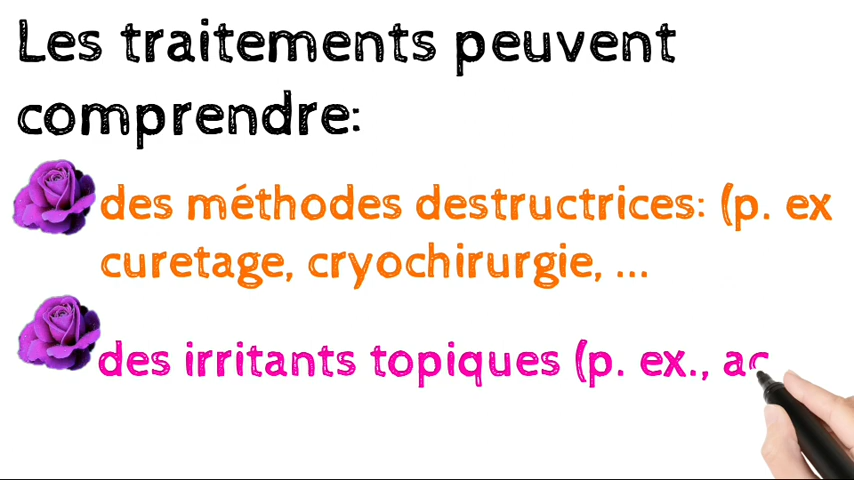 Les traitements peuvent
comprendre:
des méthodes destructrices: (p. ex
curetage, cryochirurgie, ...
des irritants topiques (p. ex., ac